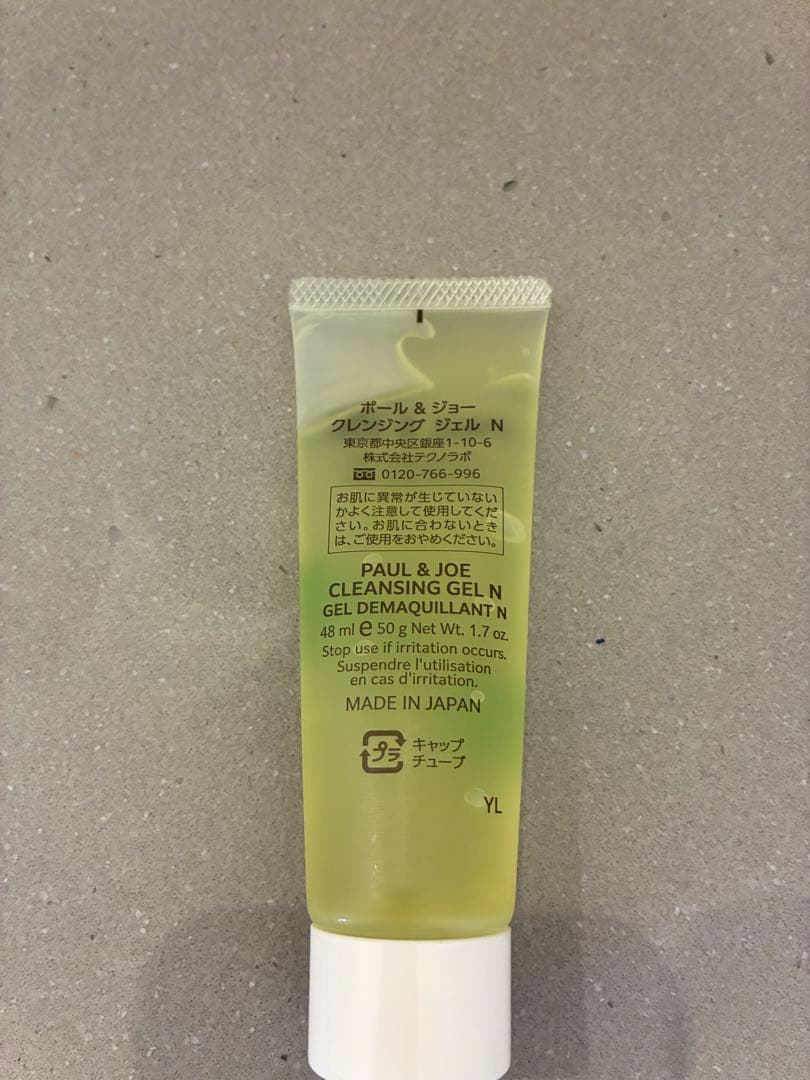 ポール & ジョー
クレンジング ジェル N
東京都中央区銀座1-10-6
株式会社テクノラボ
0120-766-996
お肌に異常が生じていない
かよく注意して使用してくだ
さい。お肌に合わないとき
は、ご使用をおやめください。
PAUL & JOE
CLEANSING GEL N
GEL DEMAQUILLANT N
48 ml ℮ 50 g Net Wt. 1.7 oz.
Stop use if irritation occurs.
Suspendre l'utilisation
en cas d'irritation.
MADE IN JAPAN
プラ キャップ
チューブ
YL